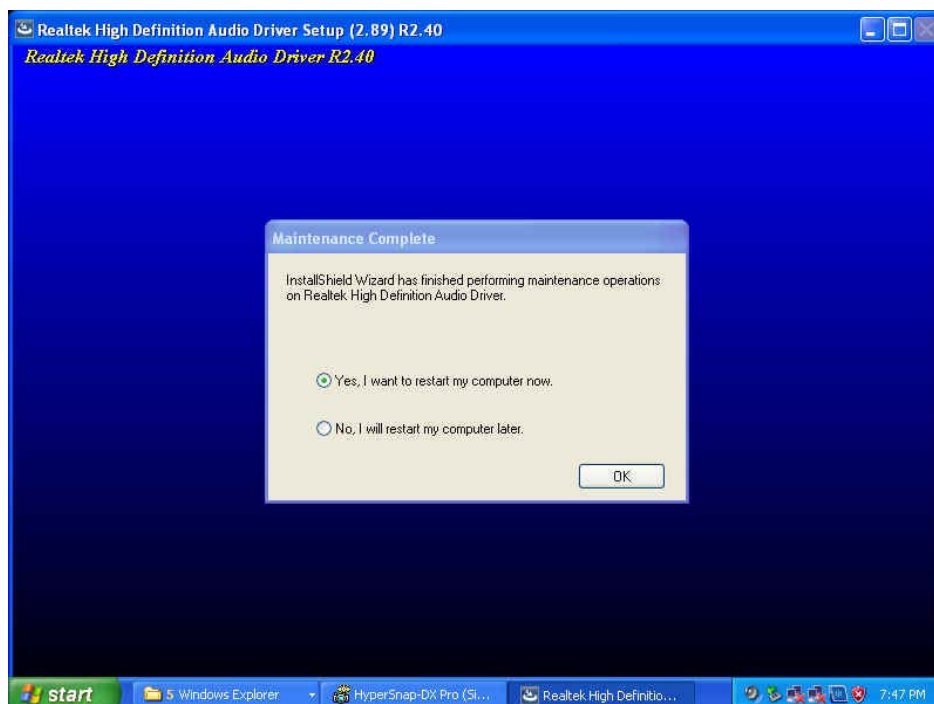 Realtek High Definition Audio Driver Setup (2.89) R2.40
Realtek High Definition Audio Driver R2.40
Maintenance Complete
InstallShield Wizard has finished performing maintenance operations
on Realtek High Definition Audio Driver.
Yes, I want to restart my computer now.
No, I will restart my computer later.
OK
start
5 Windows Explorer
HyperSnap-DX Pro (Si...
Realtek High Definitio...
7:47 PM